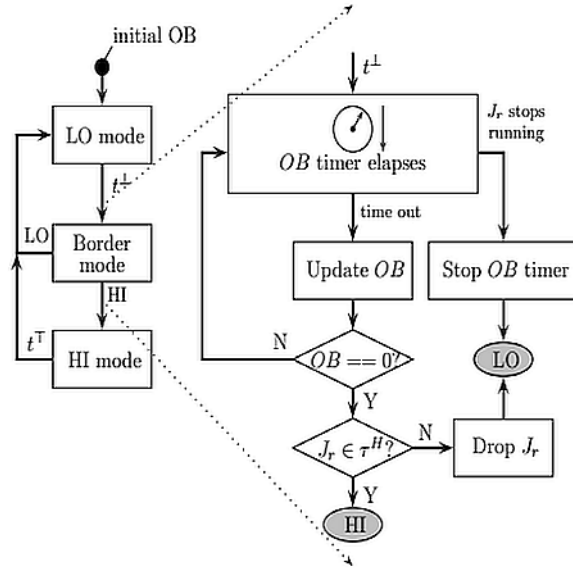 initial OB
LO mode
t⊥
LO
Border
mode
HI
t⊤
HI mode
t⊥
OB timer elapses
J_r stops
running
time out
Update OB
Stop OB timer
N
OB == 0?
LO
Y
J_r ∈ τ^H?
N
Drop J_r
Y
HI